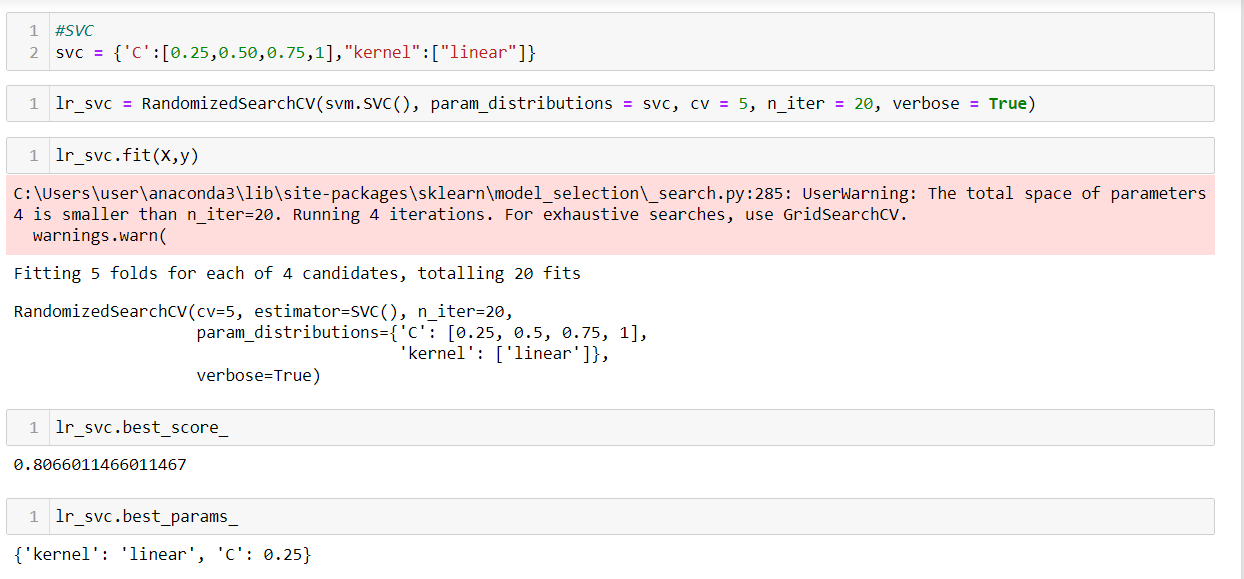 1 #SVC
2 svc = {'C':[0.25,0.50,0.75,1],"kernel":["linear"]}
1 lr_svc = RandomizedSearchCV(svm.SVC(), param_distributions = svc, cv = 5, n_iter = 20, verbose = True)
1 lr_svc.fit(X,y)
C:\Users\user\anaconda3\lib\site-packages\sklearn\model_selection\_search.py:285: UserWarning: The total space of parameters
4 is smaller than n_iter=20. Running 4 iterations. For exhaustive searches, use GridSearchCV.
  warnings.warn(
Fitting 5 folds for each of 4 candidates, totalling 20 fits
RandomizedSearchCV(cv=5, estimator=SVC(), n_iter=20,
                   param_distributions={'C': [0.25, 0.5, 0.75, 1],
                                        'kernel': ['linear']},
                   verbose=True)
1 lr_svc.best_score_
0.8066011466011467
1 lr_svc.best_params_
{'kernel': 'linear', 'C': 0.25}